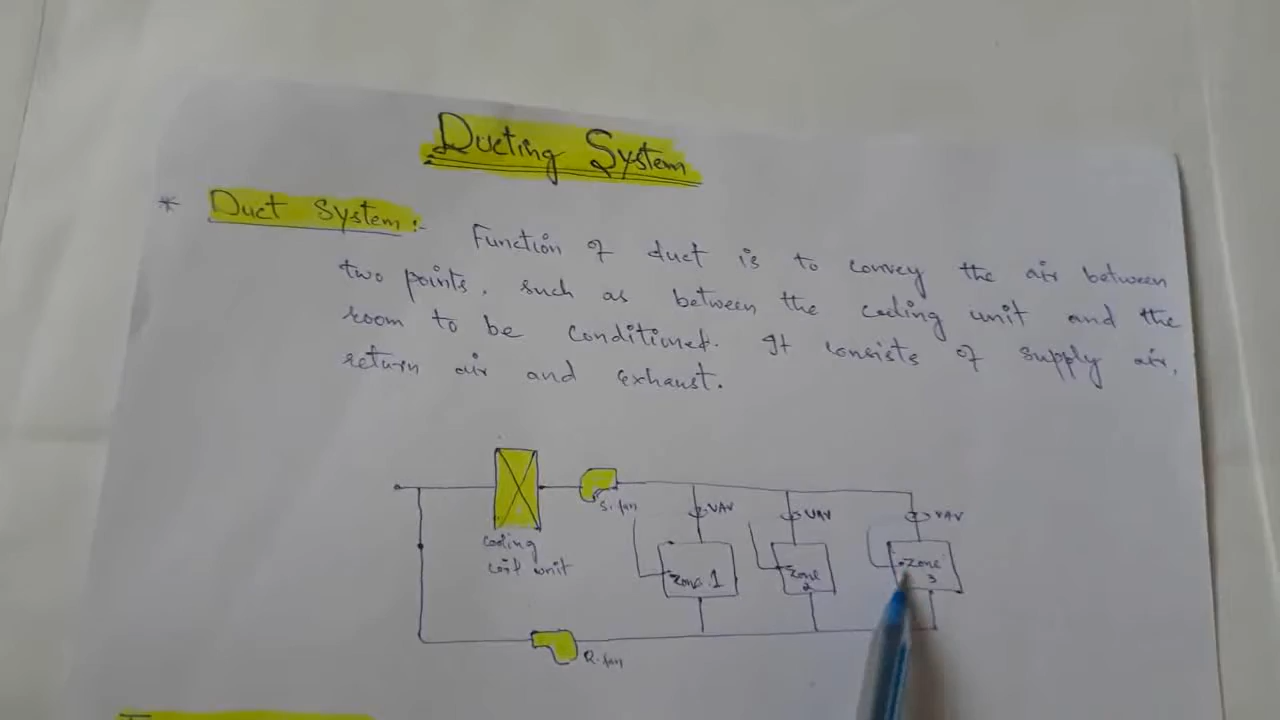 Ducting System
* Duct System :- Function of duct is to convey the air between
two points, such as between the cooling unit and the
room to be conditioned. It consists of supply air,
return air and exhaust.
S. fan
VAV
VAV
VAV
cooling
coil unit
Zone 1
Zone
2
Zone
3
R. fan